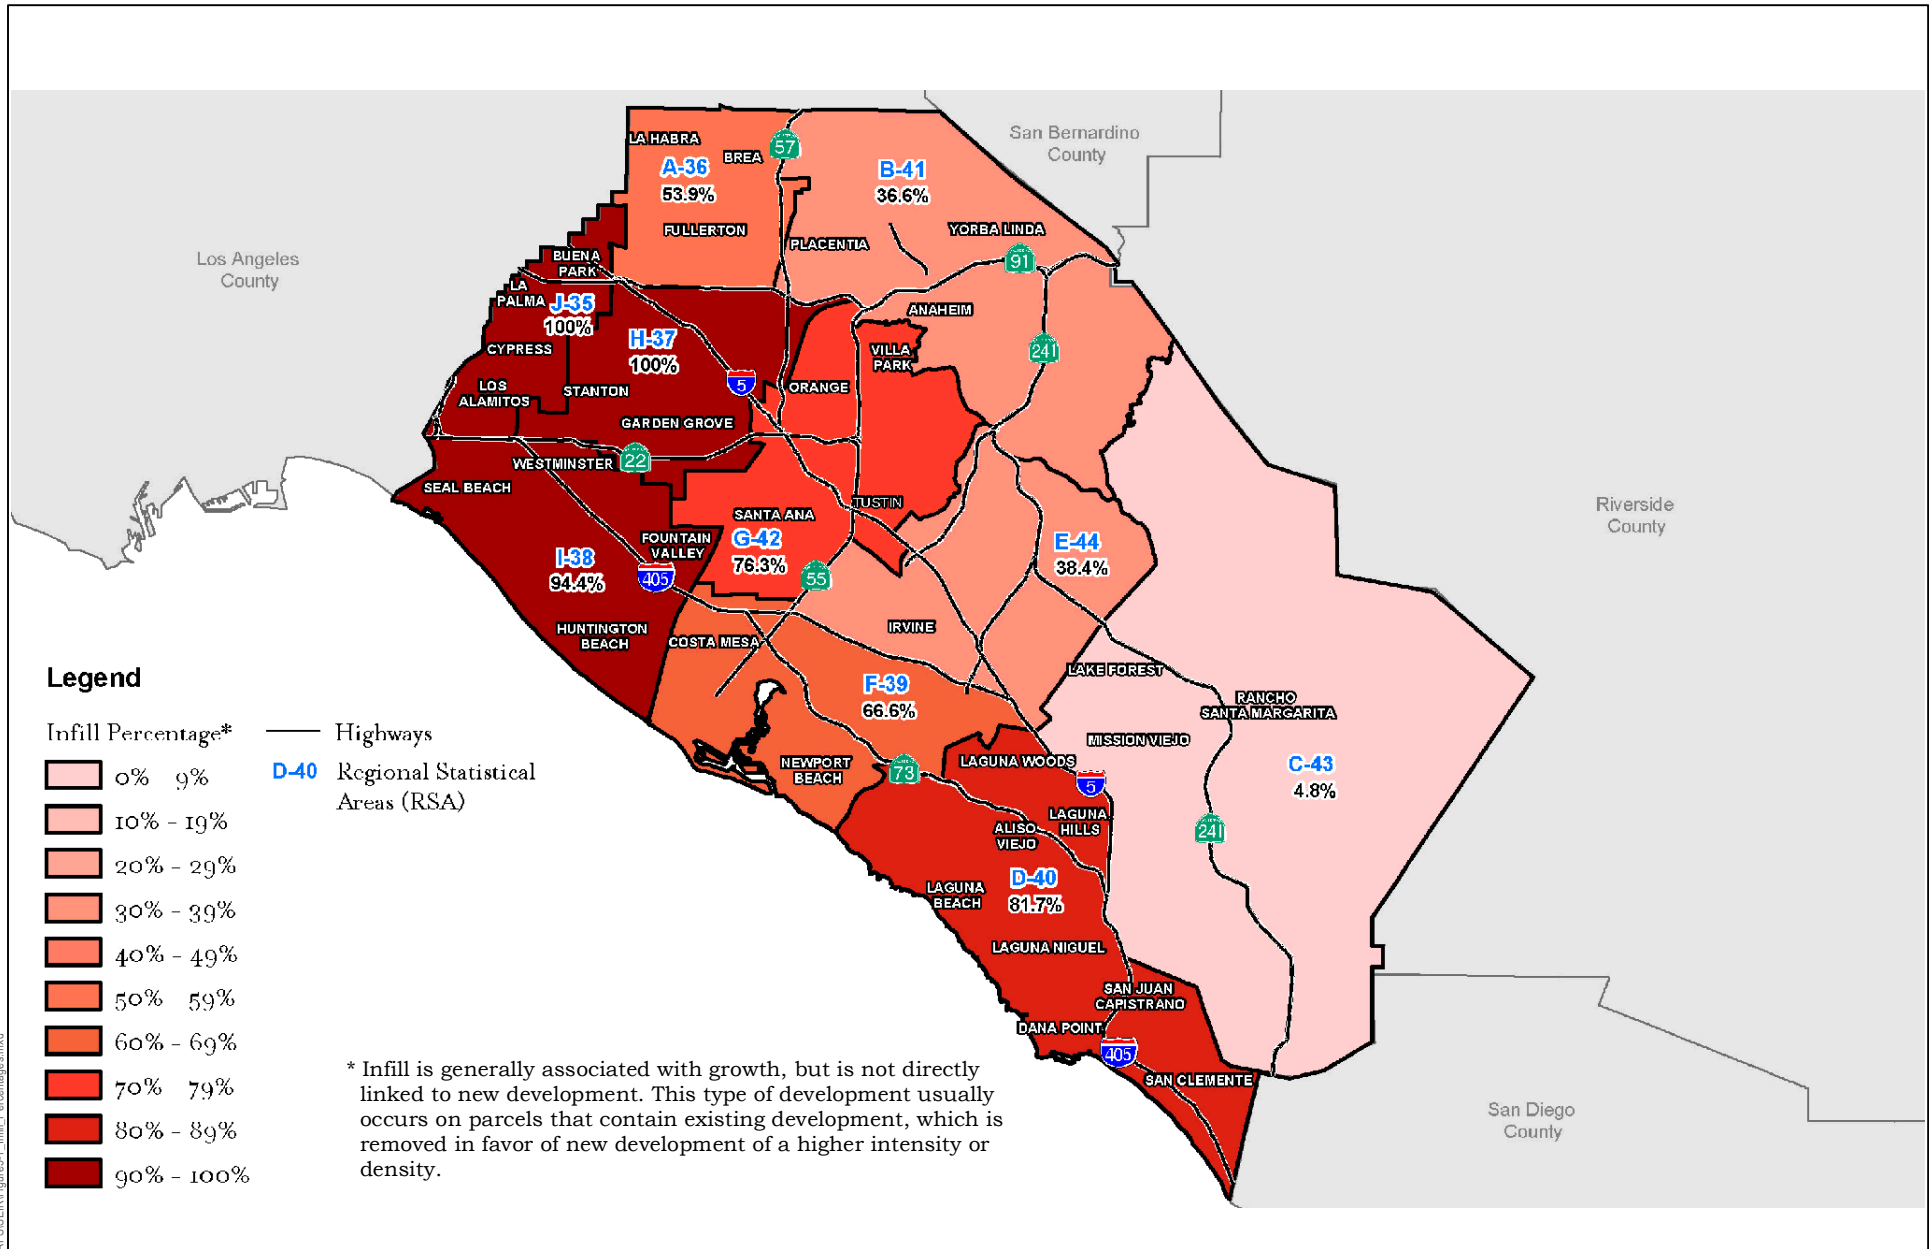 San Bernardino
County
LA HABRA
BREA
57
A-36
53.9%
B-41
36.6%
FULLERTON
PLACENTIA
YORBA LINDA
91
Los Angeles
County
BUENA
PARK
LA
PALMA
J-35
100%
ANAHEIM
H-37
100%
CYPRESS
VILLA
PARK
241
LOS
ALAMITOS
STANTON
5
ORANGE
GARDEN GROVE
WESTMINSTER
22
SEAL BEACH
TUSTIN
SANTA ANA
Riverside
County
FOUNTAIN
VALLEY
G-42
76.3%
E-44
38.4%
I-38
94.4%
405
55
HUNTINGTON
BEACH
COSTA MESA
IRVINE
LAKE FOREST
F-39
66.6%
RANCHO
SANTA MARGARITA
MISSION VIEJO
NEWPORT
BEACH
73
LAGUNA WOODS
5
C-43
4.8%
LAGUNA
HILLS
ALISO
VIEJO
241
D-40
81.7%
LAGUNA
BEACH
LAGUNA NIGUEL
SAN JUAN
CAPISTRANO
DANA POINT
405
SAN CLEMENTE
San Diego
County
Legend
Infill Percentage*
0% 9%
10% - 19%
20% - 29%
30% - 39%
40% - 49%
50% 59%
60% - 69%
70% 79%
80% - 89%
90% - 100%
Highways
D-40 Regional Statistical
Areas (RSA)
* Infill is generally associated with growth, but is not directly
linked to new development. This type of development usually
occurs on parcels that contain existing development, which is
removed in favor of new development of a higher intensity or
density.